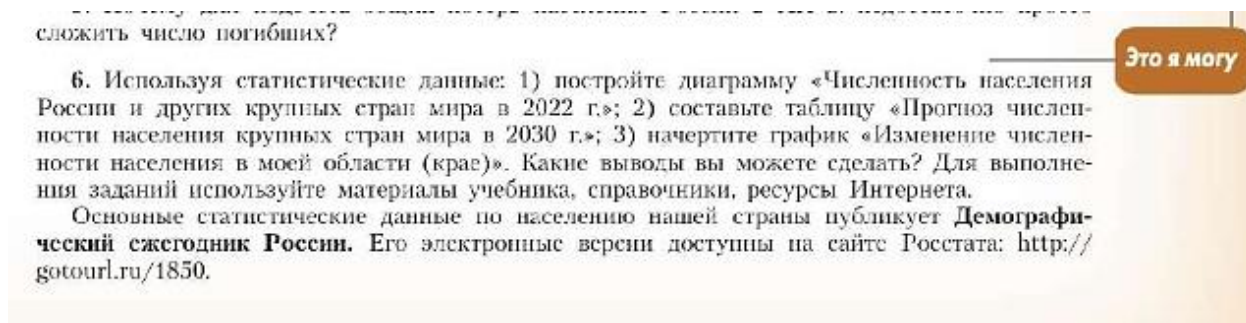 сложить число погибших?
Это я могу
6. Используя статистические данные: 1) постройте диаграмму «Численность населения
России и других крупных стран мира в 2022 г.»; 2) составьте таблицу «Прогноз числен-
ности населения крупных стран мира в 2030 г.»; 3) начертите график «Изменение числен-
ности населения в моей области (крае)». Какие выводы вы можете сделать? Для выполне-
ния заданий используйте материалы учебника, справочники, ресурсы Интернета.
Основные статистические данные по населению нашей страны публикует Демографи-
ческий ежегодник России. Его электронные версии доступны на сайте Росстата: http://
gotourl.ru/1850.